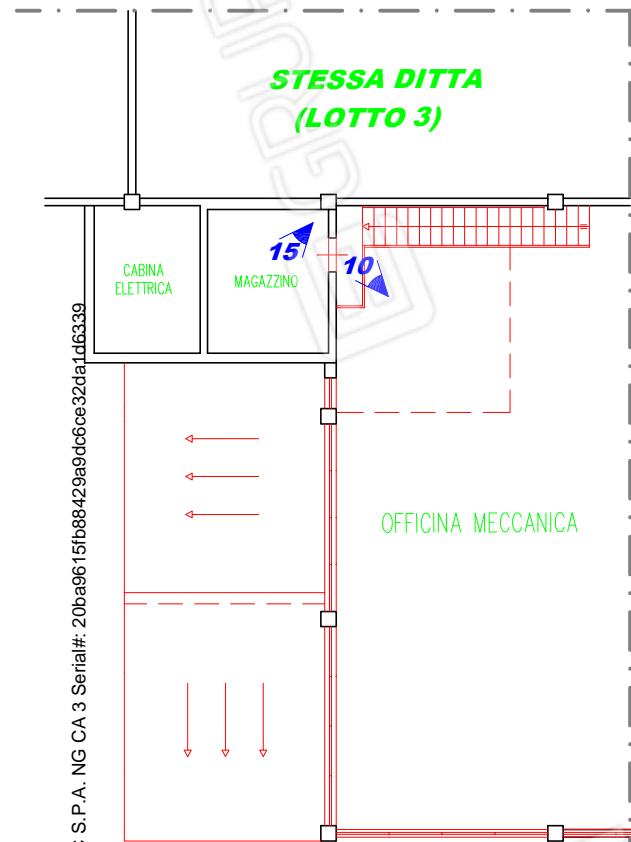 STESSA DITTA
(LOTTO 3)
CABINA
ELETTRICA
MAGAZZINO
15
10
OFFICINA MECCANICA
S.P.A. NG CA 3 Serial#: 20ba9615fb88429a9dc6ce32da1d6339